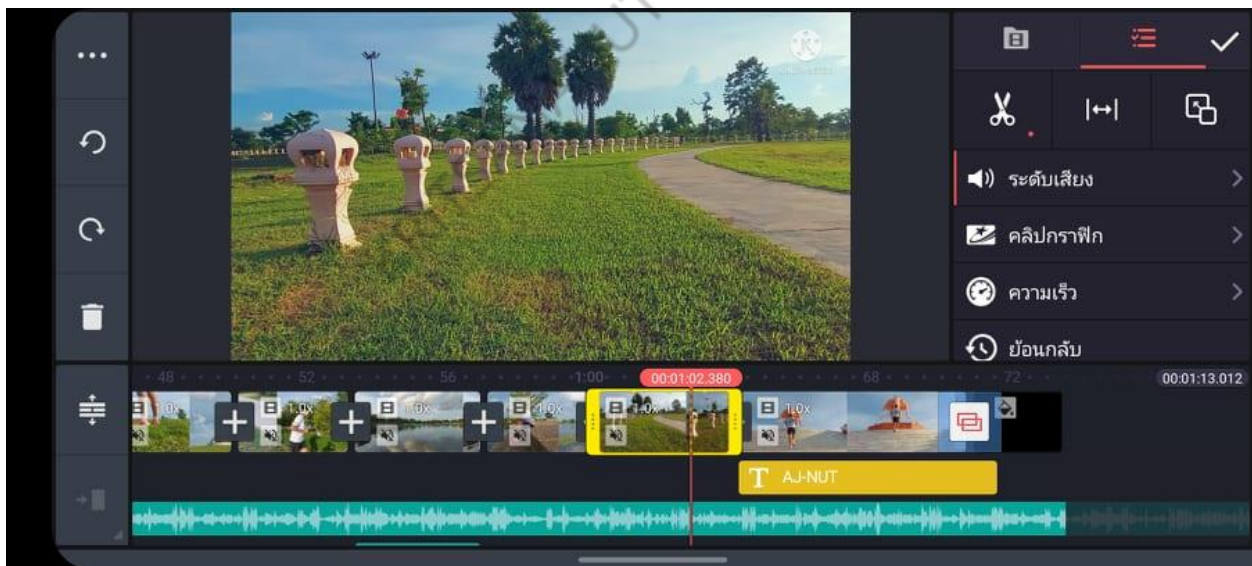 ระดับเสียง
คลิปกราฟิก
ความเร็ว
ย้อนกลับ
48 52 56 1:00 00:01:02.380 68 72 00:01:13.012
1.0x 1.0x 1.0x 1.0x
T AJ-NUT